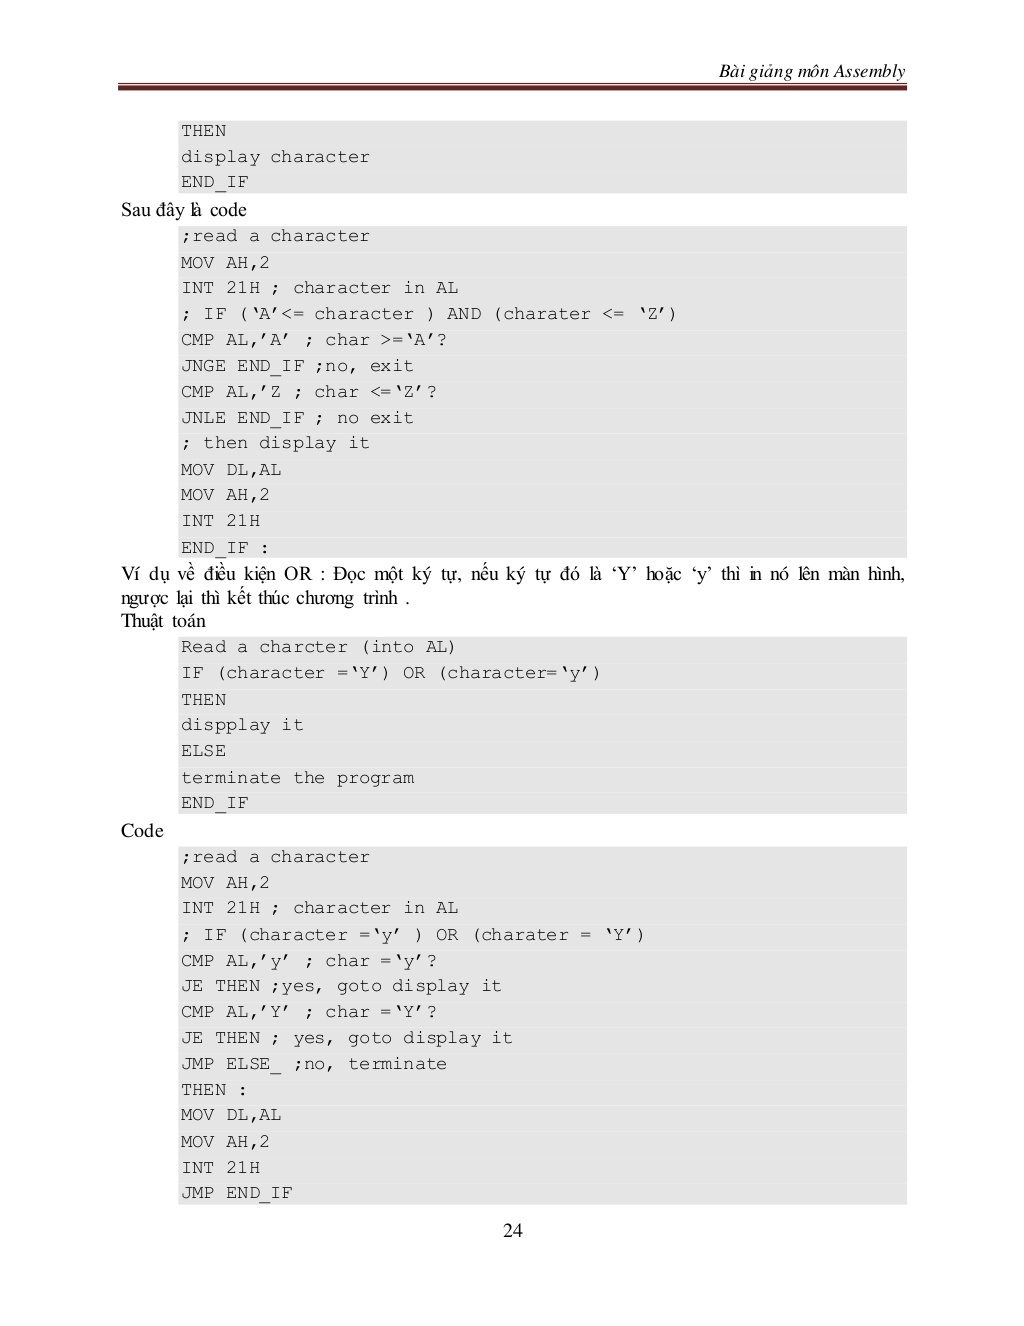 Bài giảng môn Assembly
THEN
display character
END_IF
Sau đây là code
;read a character
MOV AH,2
INT 21H ; character in AL
; IF (‘A’<= character ) AND (charater <= ‘Z’)
CMP AL,’A’ ; char >=‘A’?
JNGE END_IF ;no, exit
CMP AL,’Z ; char <=‘Z’?
JNLE END_IF ; no exit
; then display it
MOV DL,AL
MOV AH,2
INT 21H
END_IF :
Ví dụ về điều kiện OR : Đọc một ký tự, nếu ký tự đó là ‘Y’ hoặc ‘y’ thì in nó lên màn hình,
ngược lại thì kết thúc chương trình .
Thuật toán
Read a charcter (into AL)
IF (character =‘Y’) OR (character=‘y’)
THEN
dispplay it
ELSE
terminate the program
END_IF
Code
;read a character
MOV AH,2
INT 21H ; character in AL
; IF (character =‘y’ ) OR (charater = ‘Y’)
CMP AL,’y’ ; char =‘y’?
JE THEN ;yes, goto display it
CMP AL,’Y’ ; char =‘Y’?
JE THEN ; yes, goto display it
JMP ELSE_ ;no, terminate
THEN :
MOV DL,AL
MOV AH,2
INT 21H
JMP END_IF
24